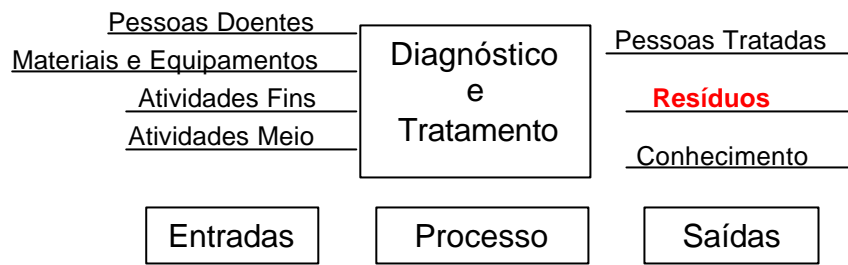 Pessoas Doentes
Materiais e Equipamentos
Atividades Fins
Atividades Meio
Diagnóstico
e
Tratamento
Pessoas Tratadas
Resíduos
Conhecimento
Entradas
Processo
Saídas